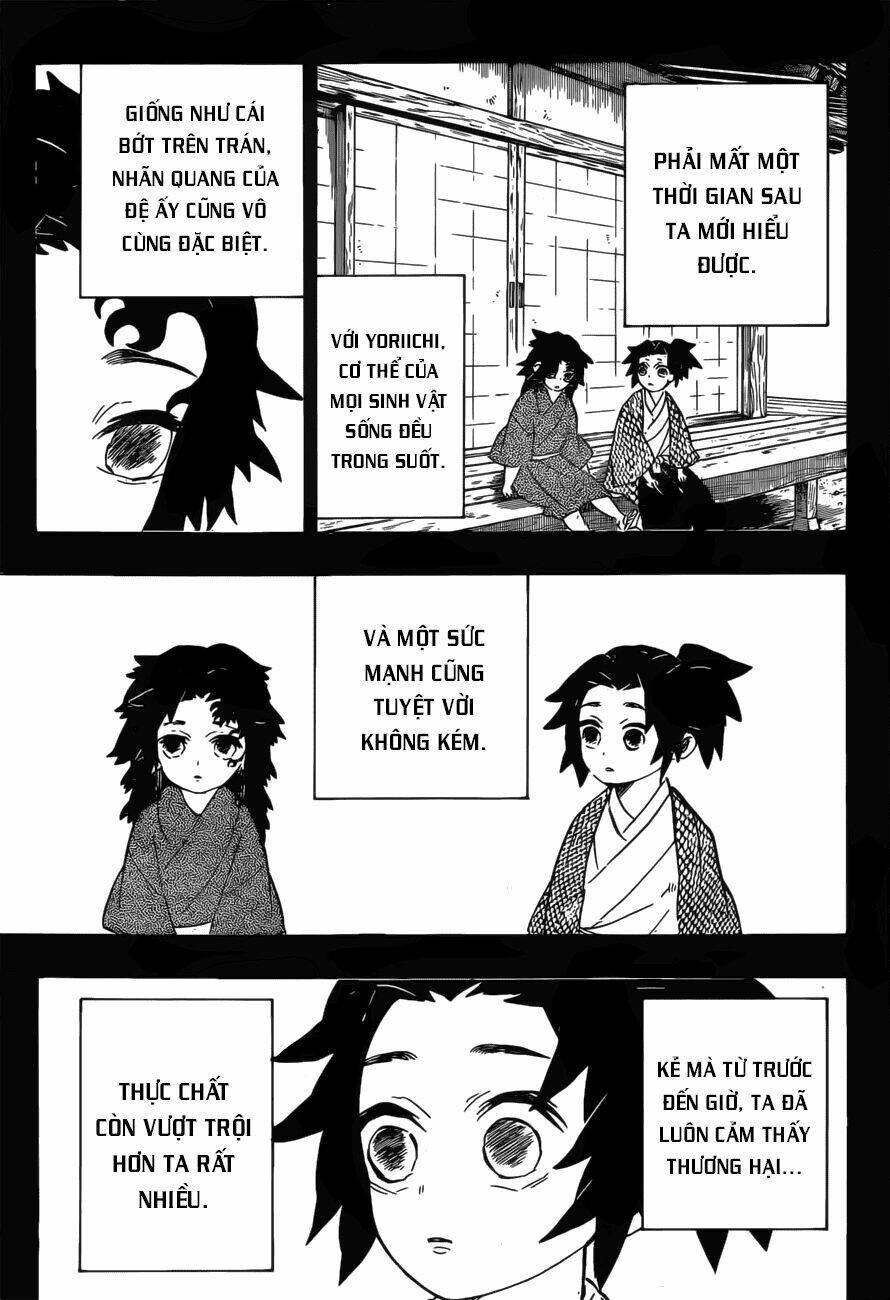 PHẢI MẤT MỘT
THỜI GIAN SAU
TA MỚI HIỂU
ĐƯỢC.
VỚI YORIICHI,
CƠ THỂ CỦA
MỌI SINH VẬT
SỐNG ĐỀU
TRONG SUỐT.
GIỐNG NHƯ CÁI
BỚT TRÊN TRÁN,
NHÃN QUANG CỦA
ĐỆ ẤY CŨNG VÔ
CÙNG ĐẶC BIỆT.
VÀ MỘT SỨC
MẠNH CŨNG
TUYỆT VỜI
KHÔNG KÉM.
KẺ MÀ TỪ TRƯỚC
ĐẾN GIỜ, TA ĐÃ
LUÔN CẢM THẤY
THƯƠNG HẠI...
THỰC CHẤT
CÒN VƯỢT TRỘI
HƠN TA RẤT
NHIỀU.